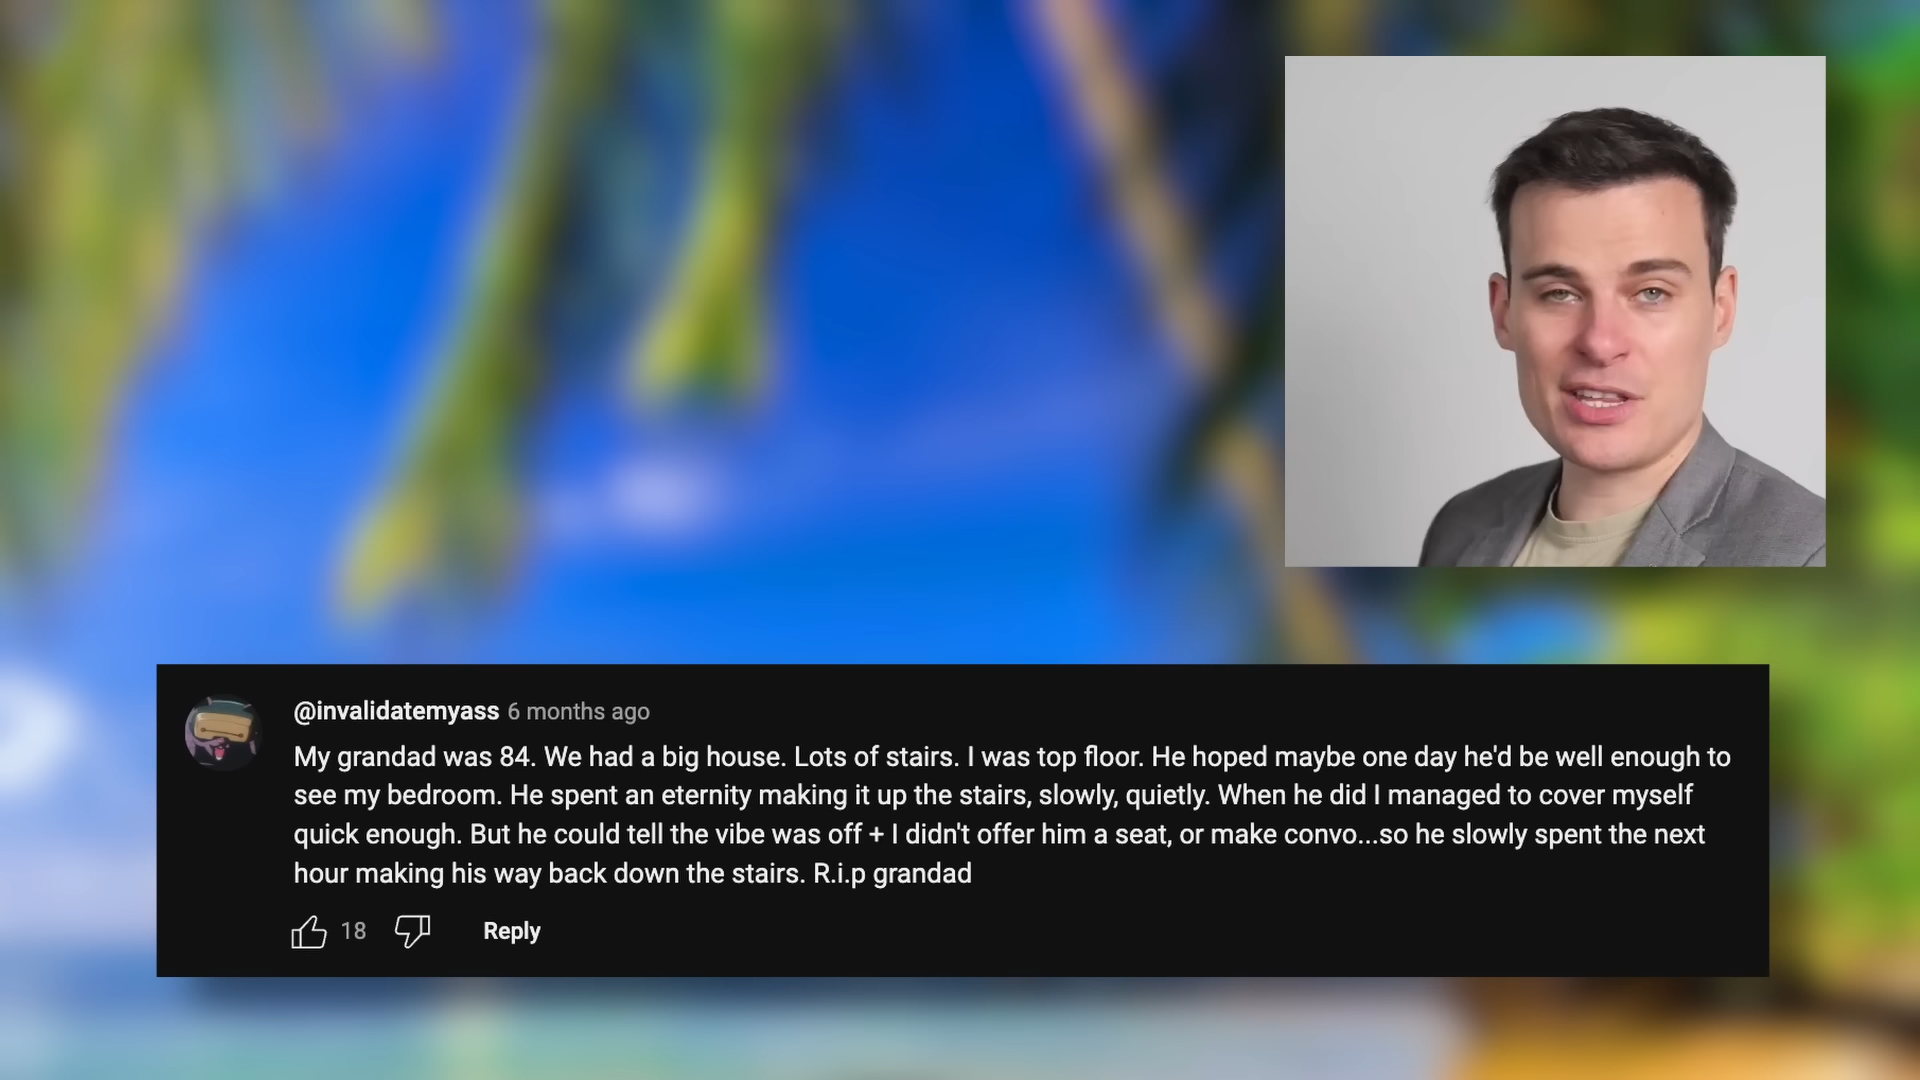 @invalidatemyass 6 months ago
My grandad was 84. We had a big house. Lots of stairs. I was top floor. He hoped maybe one day he'd be well enough to
see my bedroom. He spent an eternity making it up the stairs, slowly, quietly. When he did I managed to cover myself
quick enough. But he could tell the vibe was off + I didn't offer him a seat, or make convo...so he slowly spent the next
hour making his way back down the stairs. R.i.p grandad
18 Reply